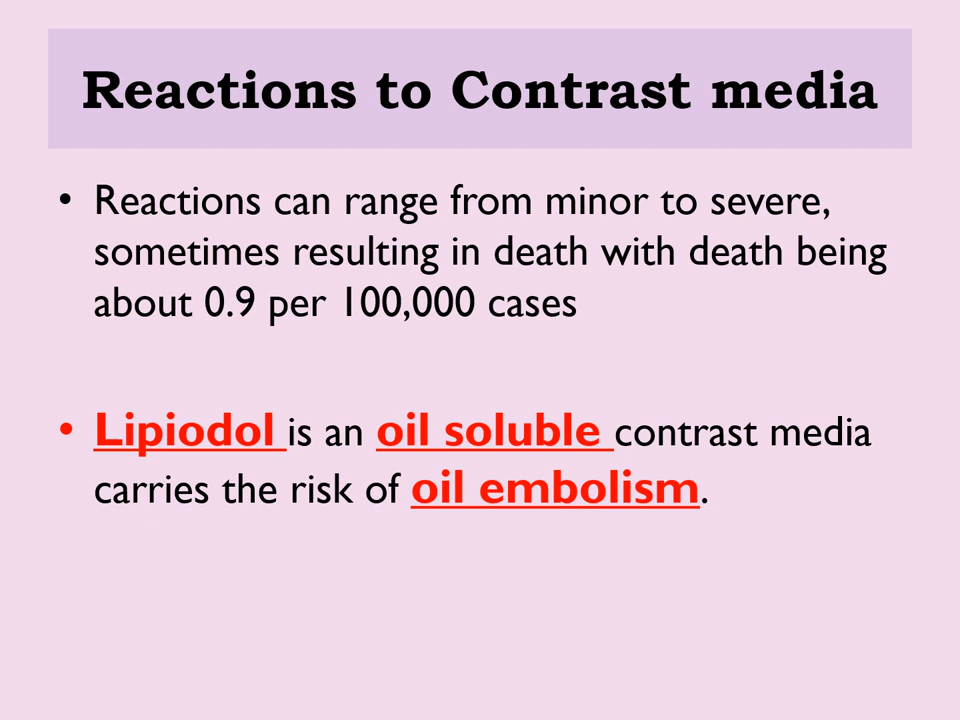 Reactions to Contrast media
• Reactions can range from minor to severe,
sometimes resulting in death with death being
about 0.9 per 100,000 cases
• Lipiodol is an oil soluble contrast media
carries the risk of oil embolism.